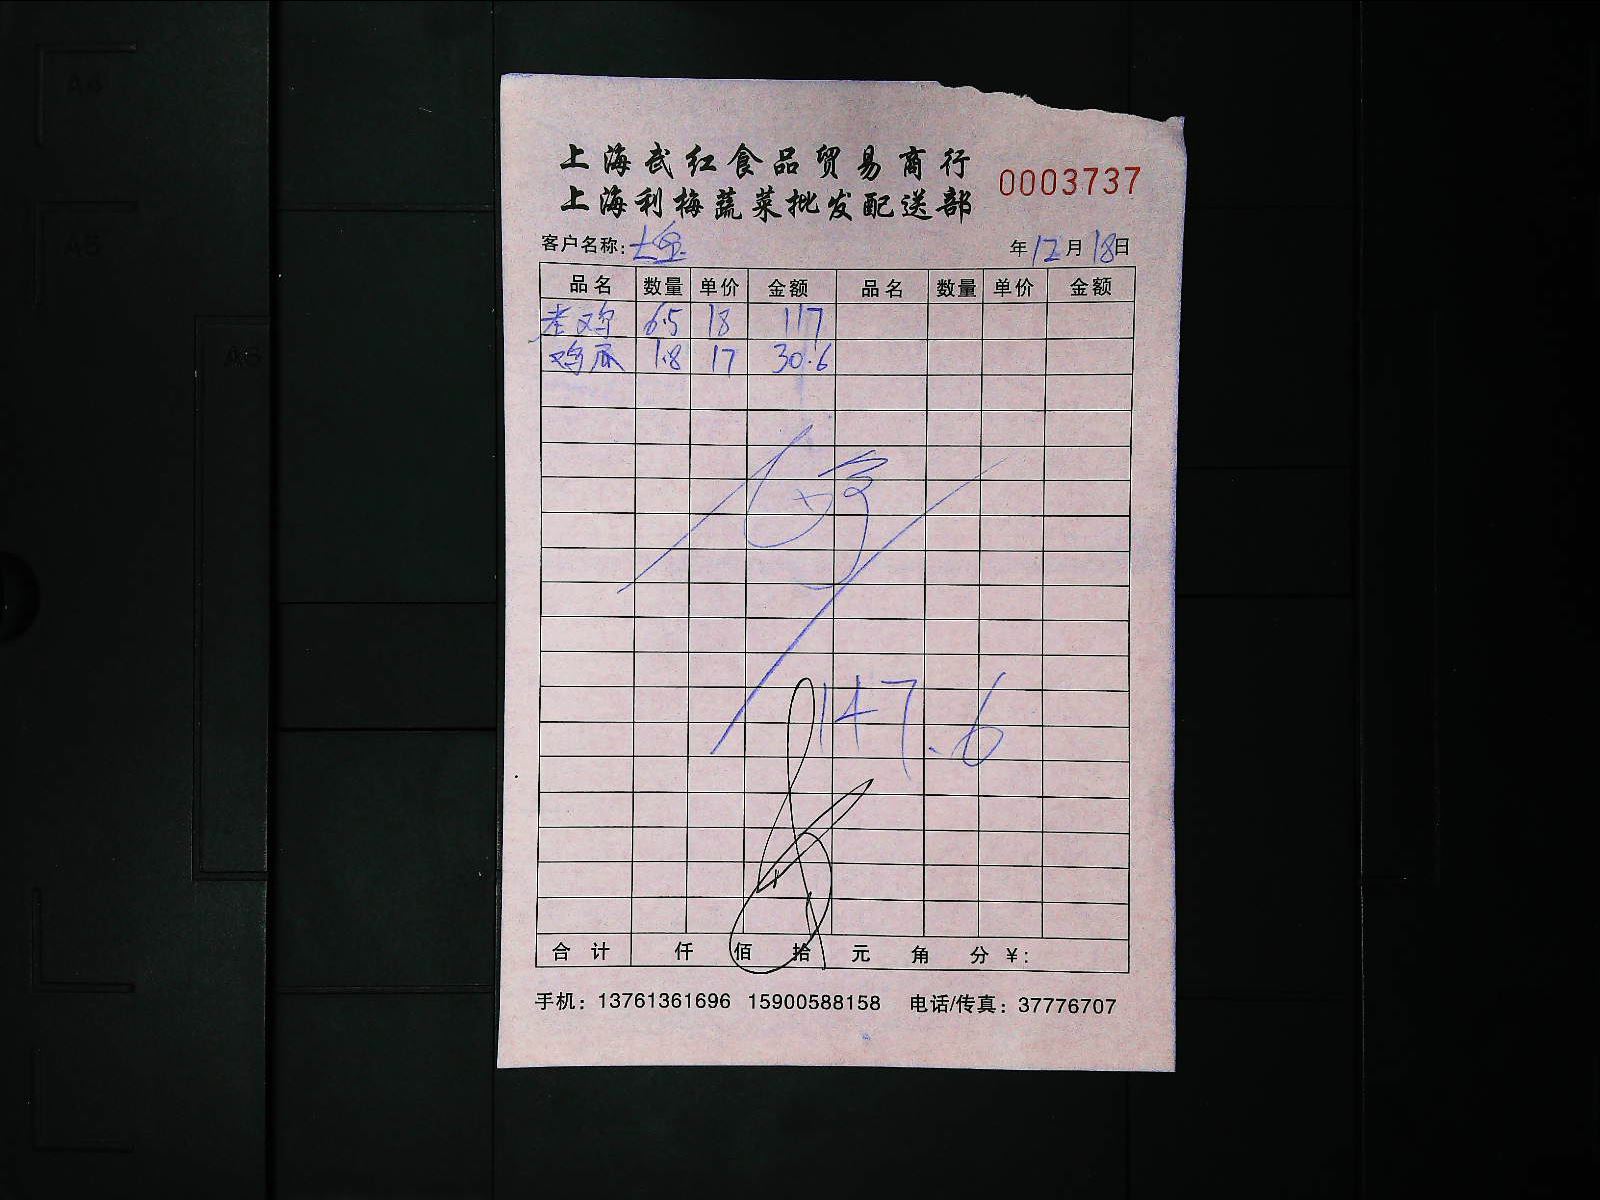 上海武红食品贸易商行
上海利梅蔬菜批发配送部
0003737
客户名称: 年12月18日
品名 数量 单价 金额 品名 数量 单价 金额
老鸡 6.5 18 117
鸡爪 1.8 17 30.6
147.6
合计 仟 佰 拾 元 角 分 ¥:
手机: 13761361696 15900588158 电话/传真: 37776707